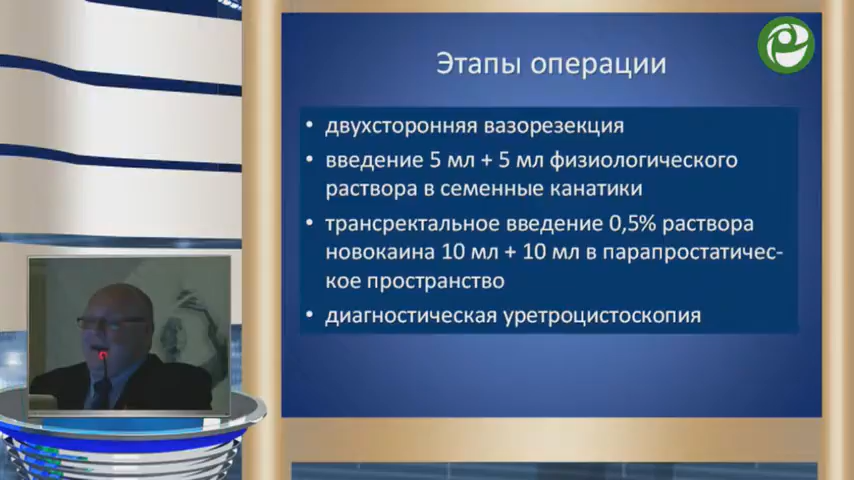 Этапы операции
• двухсторонняя вазорезекция
• введение 5 мл + 5 мл физиологического
раствора в семенные канатики
• трансректальное введение 0,5% раствора
новокаина 10 мл + 10 мл в парапростатичес-
кое пространство
• диагностическая уретроцистоскопия